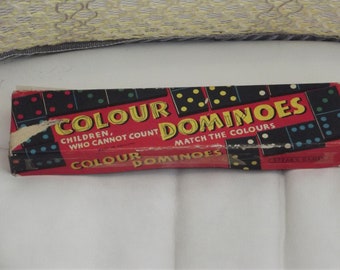 COLOUR DOMINOES
CHILDREN,
WHO CANNOT COUNT MATCH THE COLOURS
COLOUR DOMINOES